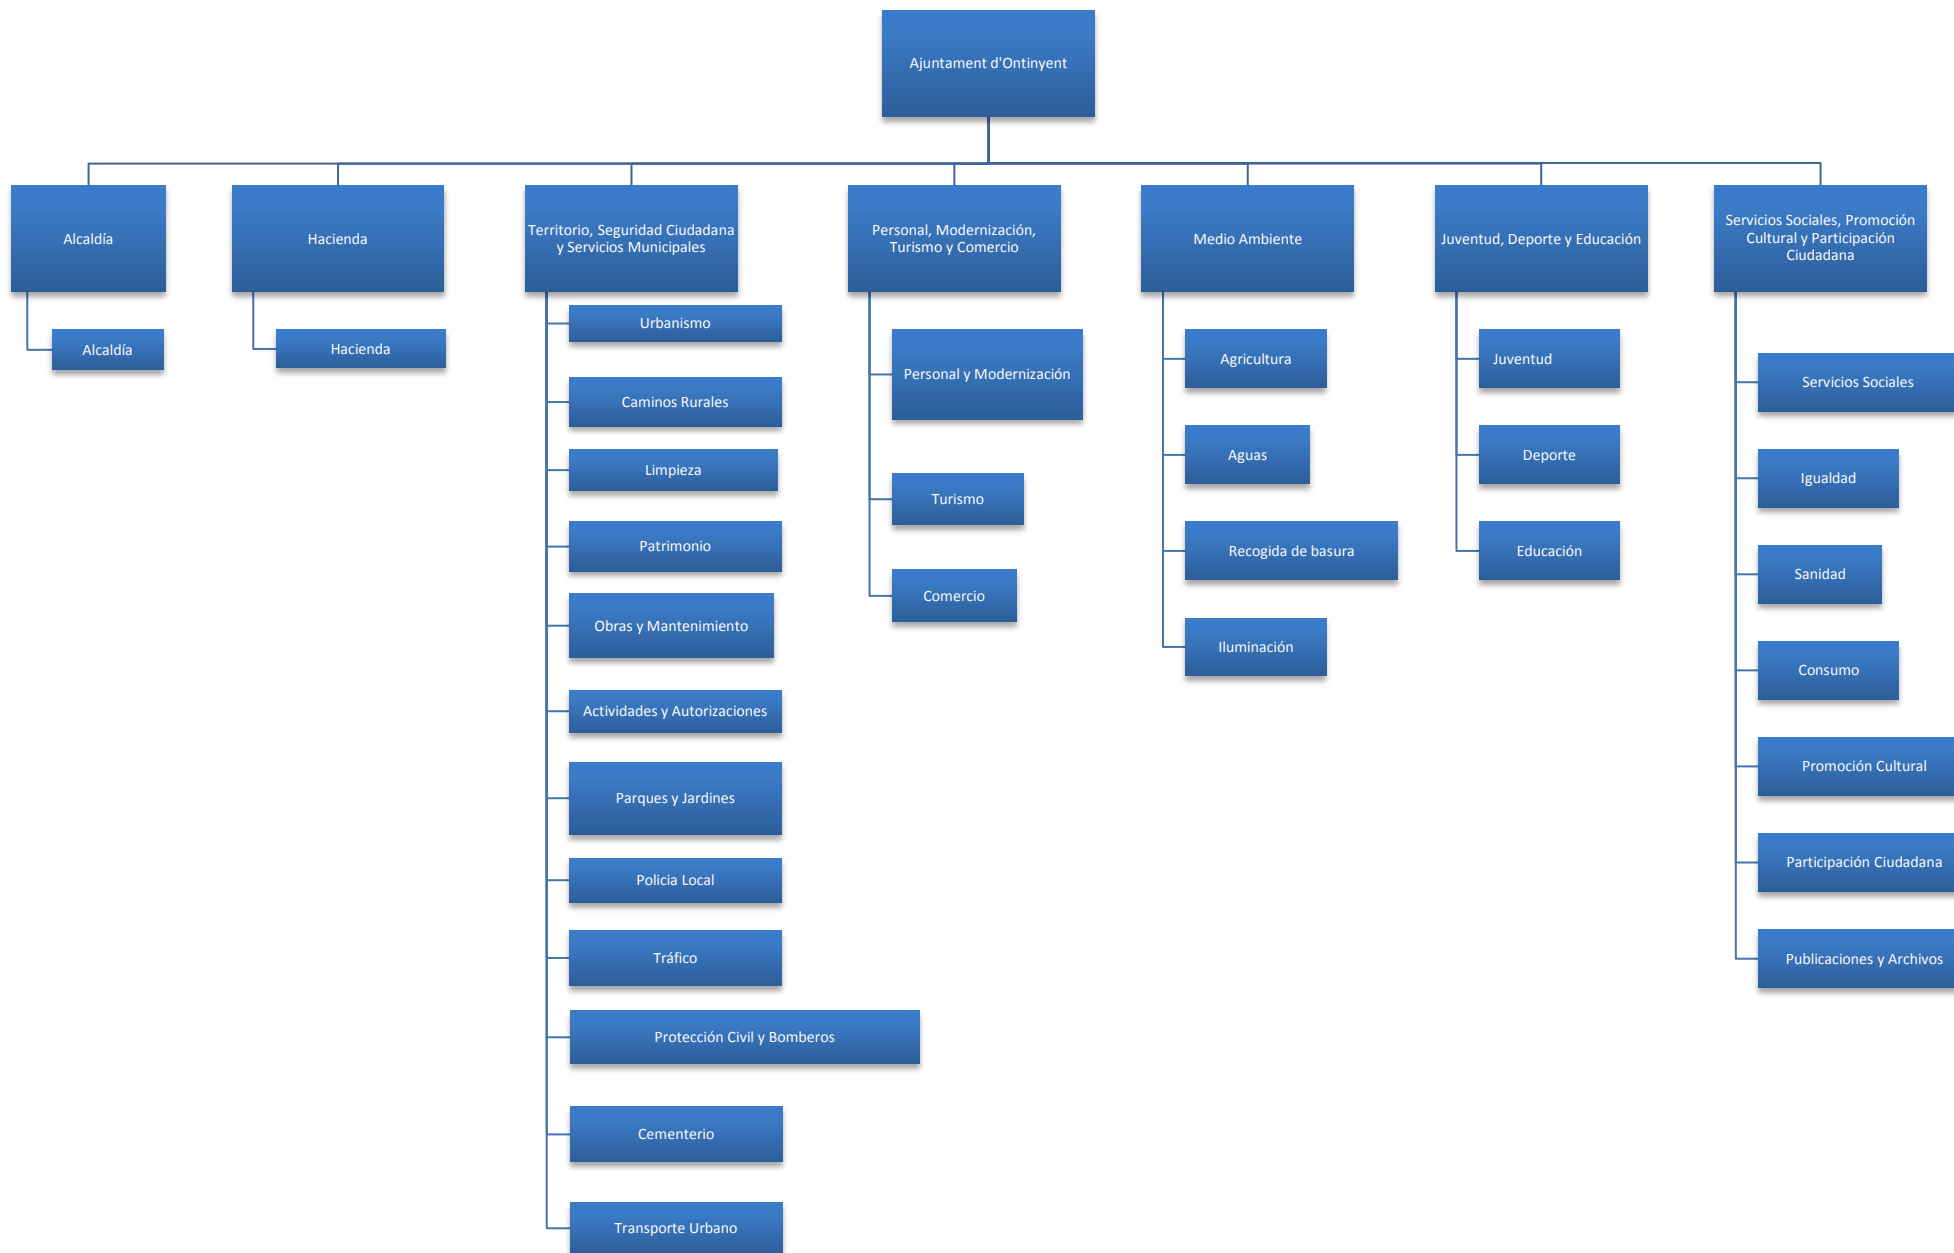 Ajuntament d'Ontinyent
Alcaldía
Hacienda
Territorio, Seguridad Ciudadana
y Servicios Municipales
Personal, Modernización,
Turismo y Comercio
Medio Ambiente
Juventud, Deporte y Educación
Servicios Sociales, Promoción
Cultural y Participación
Ciudadana
Alcaldía
Hacienda
Urbanismo
Caminos Rurales
Limpieza
Patrimonio
Obras y Mantenimiento
Actividades y Autorizaciones
Parques y Jardines
Policia Local
Tráfico
Protección Civil y Bomberos
Cementerio
Transporte Urbano
Personal y Modernización
Turismo
Comercio
Agricultura
Aguas
Recogida de basura
Iluminación
Juventud
Deporte
Educación
Servicios Sociales
Igualdad
Sanidad
Consumo
Promoción Cultural
Participación Ciudadana
Publicaciones y Archivos